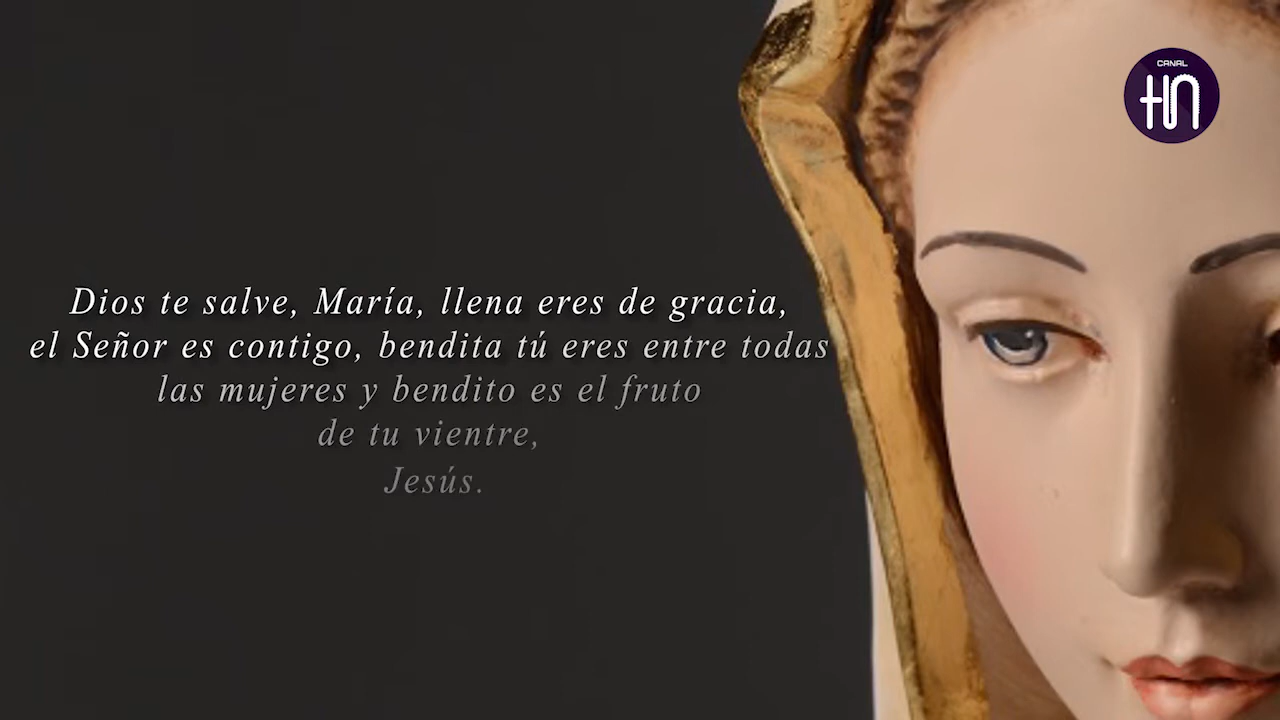 CANAL
HN
Dios te salve, María, llena eres de gracia,
el Señor es contigo, bendita tú eres entre todas
las mujeres y bendito es el fruto
de tu vientre,
Jesús.